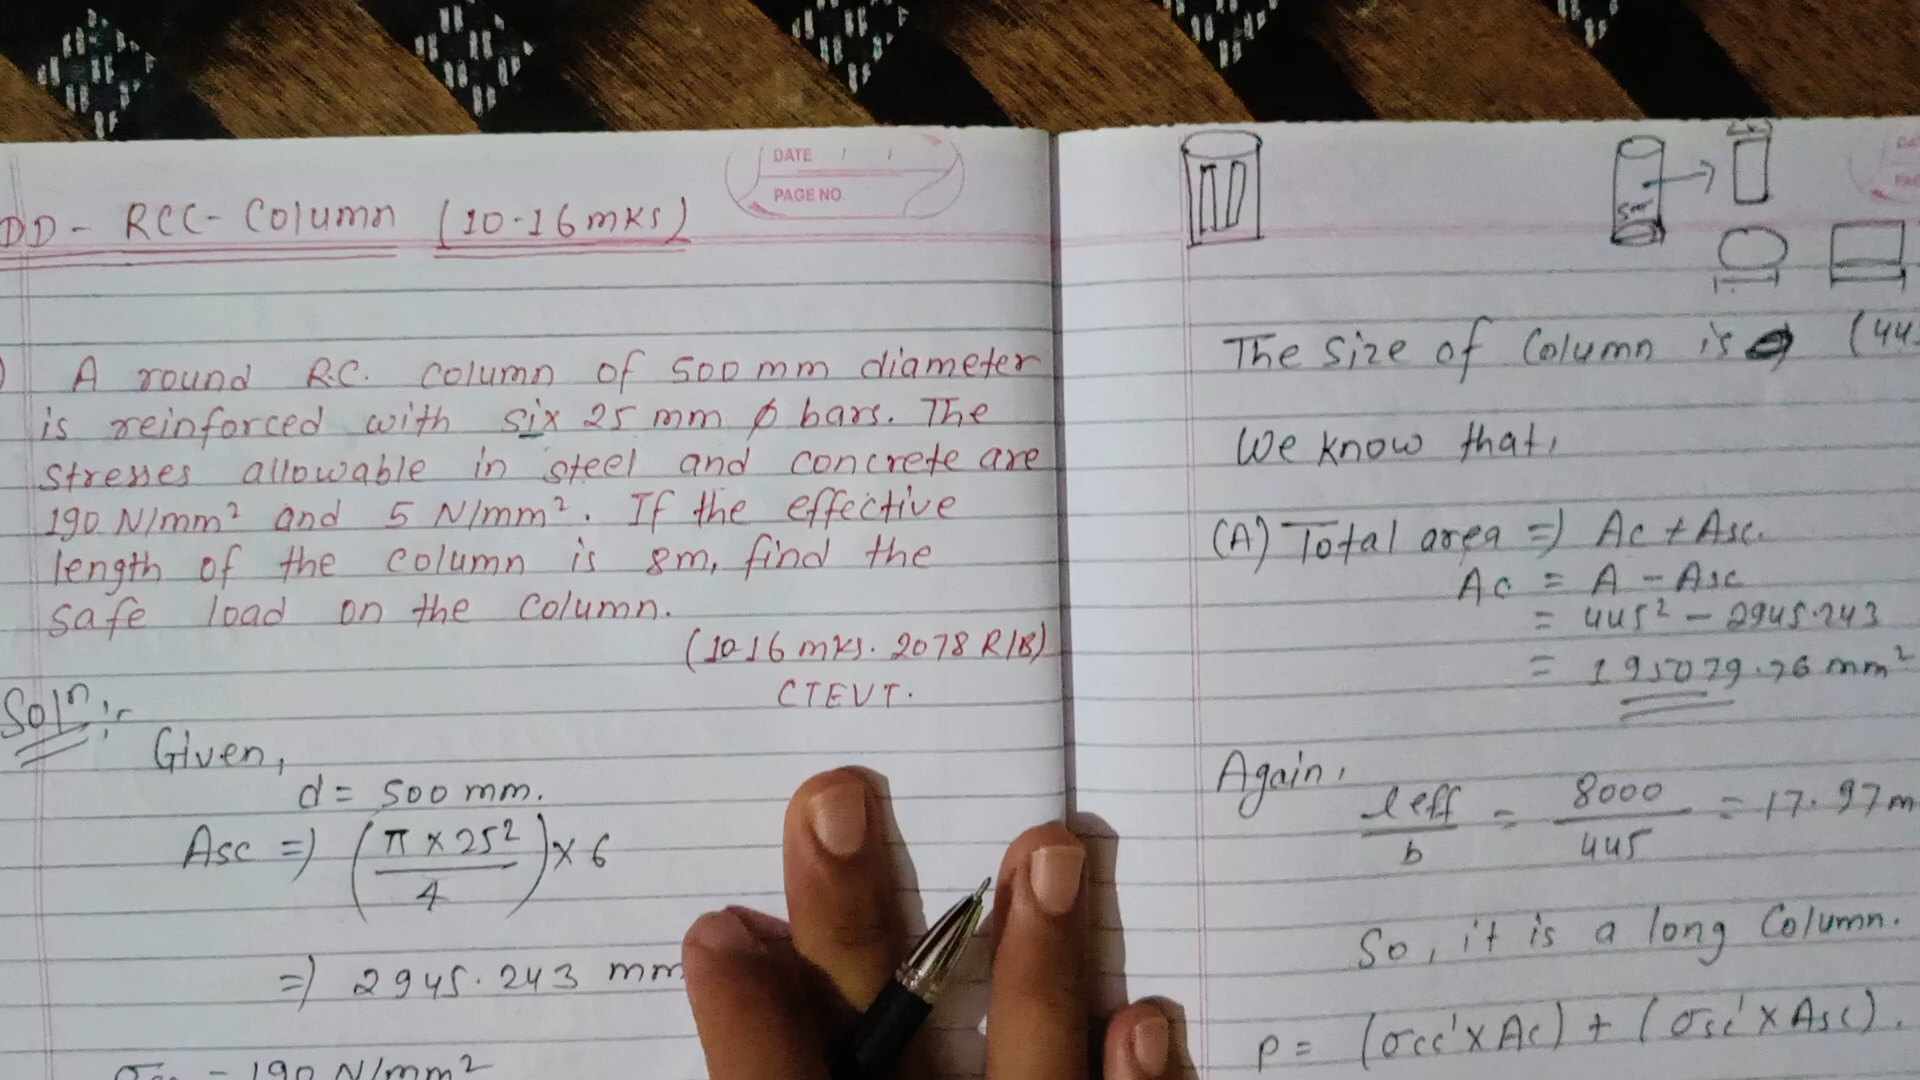 DATE / /
PAGE NO.
DD - RCC - Column (10-16 mks)
A round R.C. column of 500 mm diameter
is reinforced with six 25 mm ϕ bars. The
stresses allowable in steel and concrete are
190 N/mm² and 5 N/mm². If the effective
length of the column is 8m, find the
safe load on the column.
(10-16 mks. 2078 R/B)
CTEVT.
Soln:-
Given,
d = 500 mm.
Asc => (π × 25² / 4) × 6
=> 2945.243 mm
= 190 N/mm²
The size of column is (44
We know that,
(A) Total area => Ac + Asc.
Ac = A - Asc
= 445² - 2945.243
= 195079.76 mm²
Again,
leff / b = 8000 / 445 = 17.97 m
So, it is a long column.
P = (σcc' × Ac) + (σsc' × Asc).